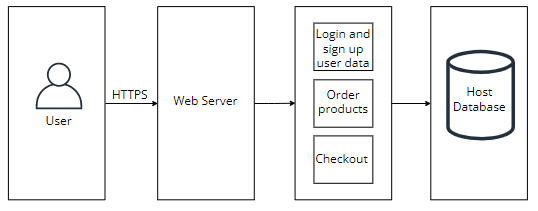 User
HTTPS
Web Server
Login and
sign up
user data
Order
products
Checkout
Host
Database